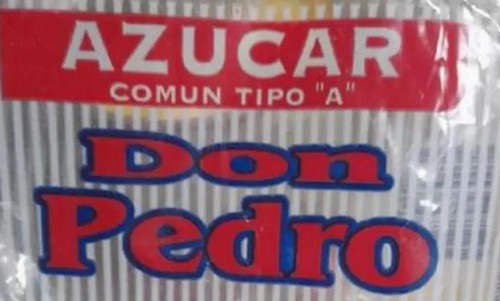 AZUCAR
COMUN TIPO "A"
Don
Pedro